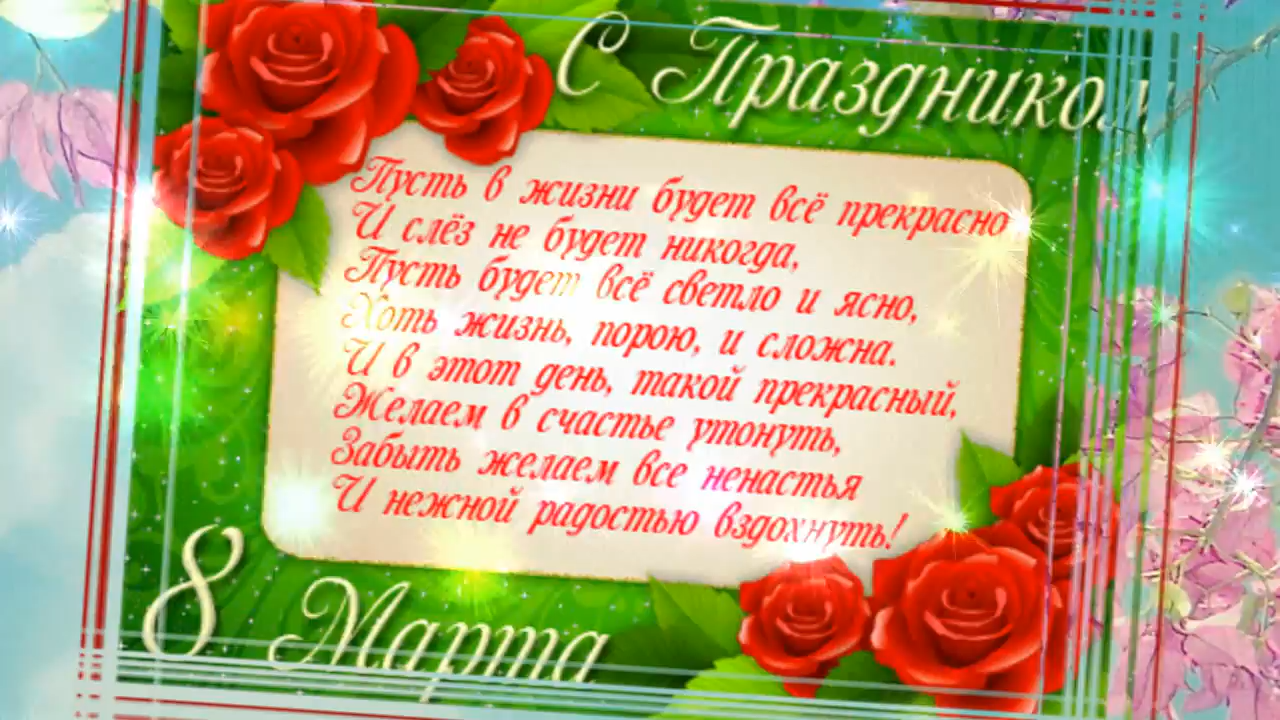 С Праздником
Пусть в жизни будет всё прекрасно
И слёз не будет никогда,
Пусть будет всё светло и ясно,
Хоть жизнь, порою, и сложна.
И в этот день, такой прекрасный,
Желаем в счастье утонуть,
Забыть желаем все ненастья
И нежной радостью вздохнуть!
8 Марта